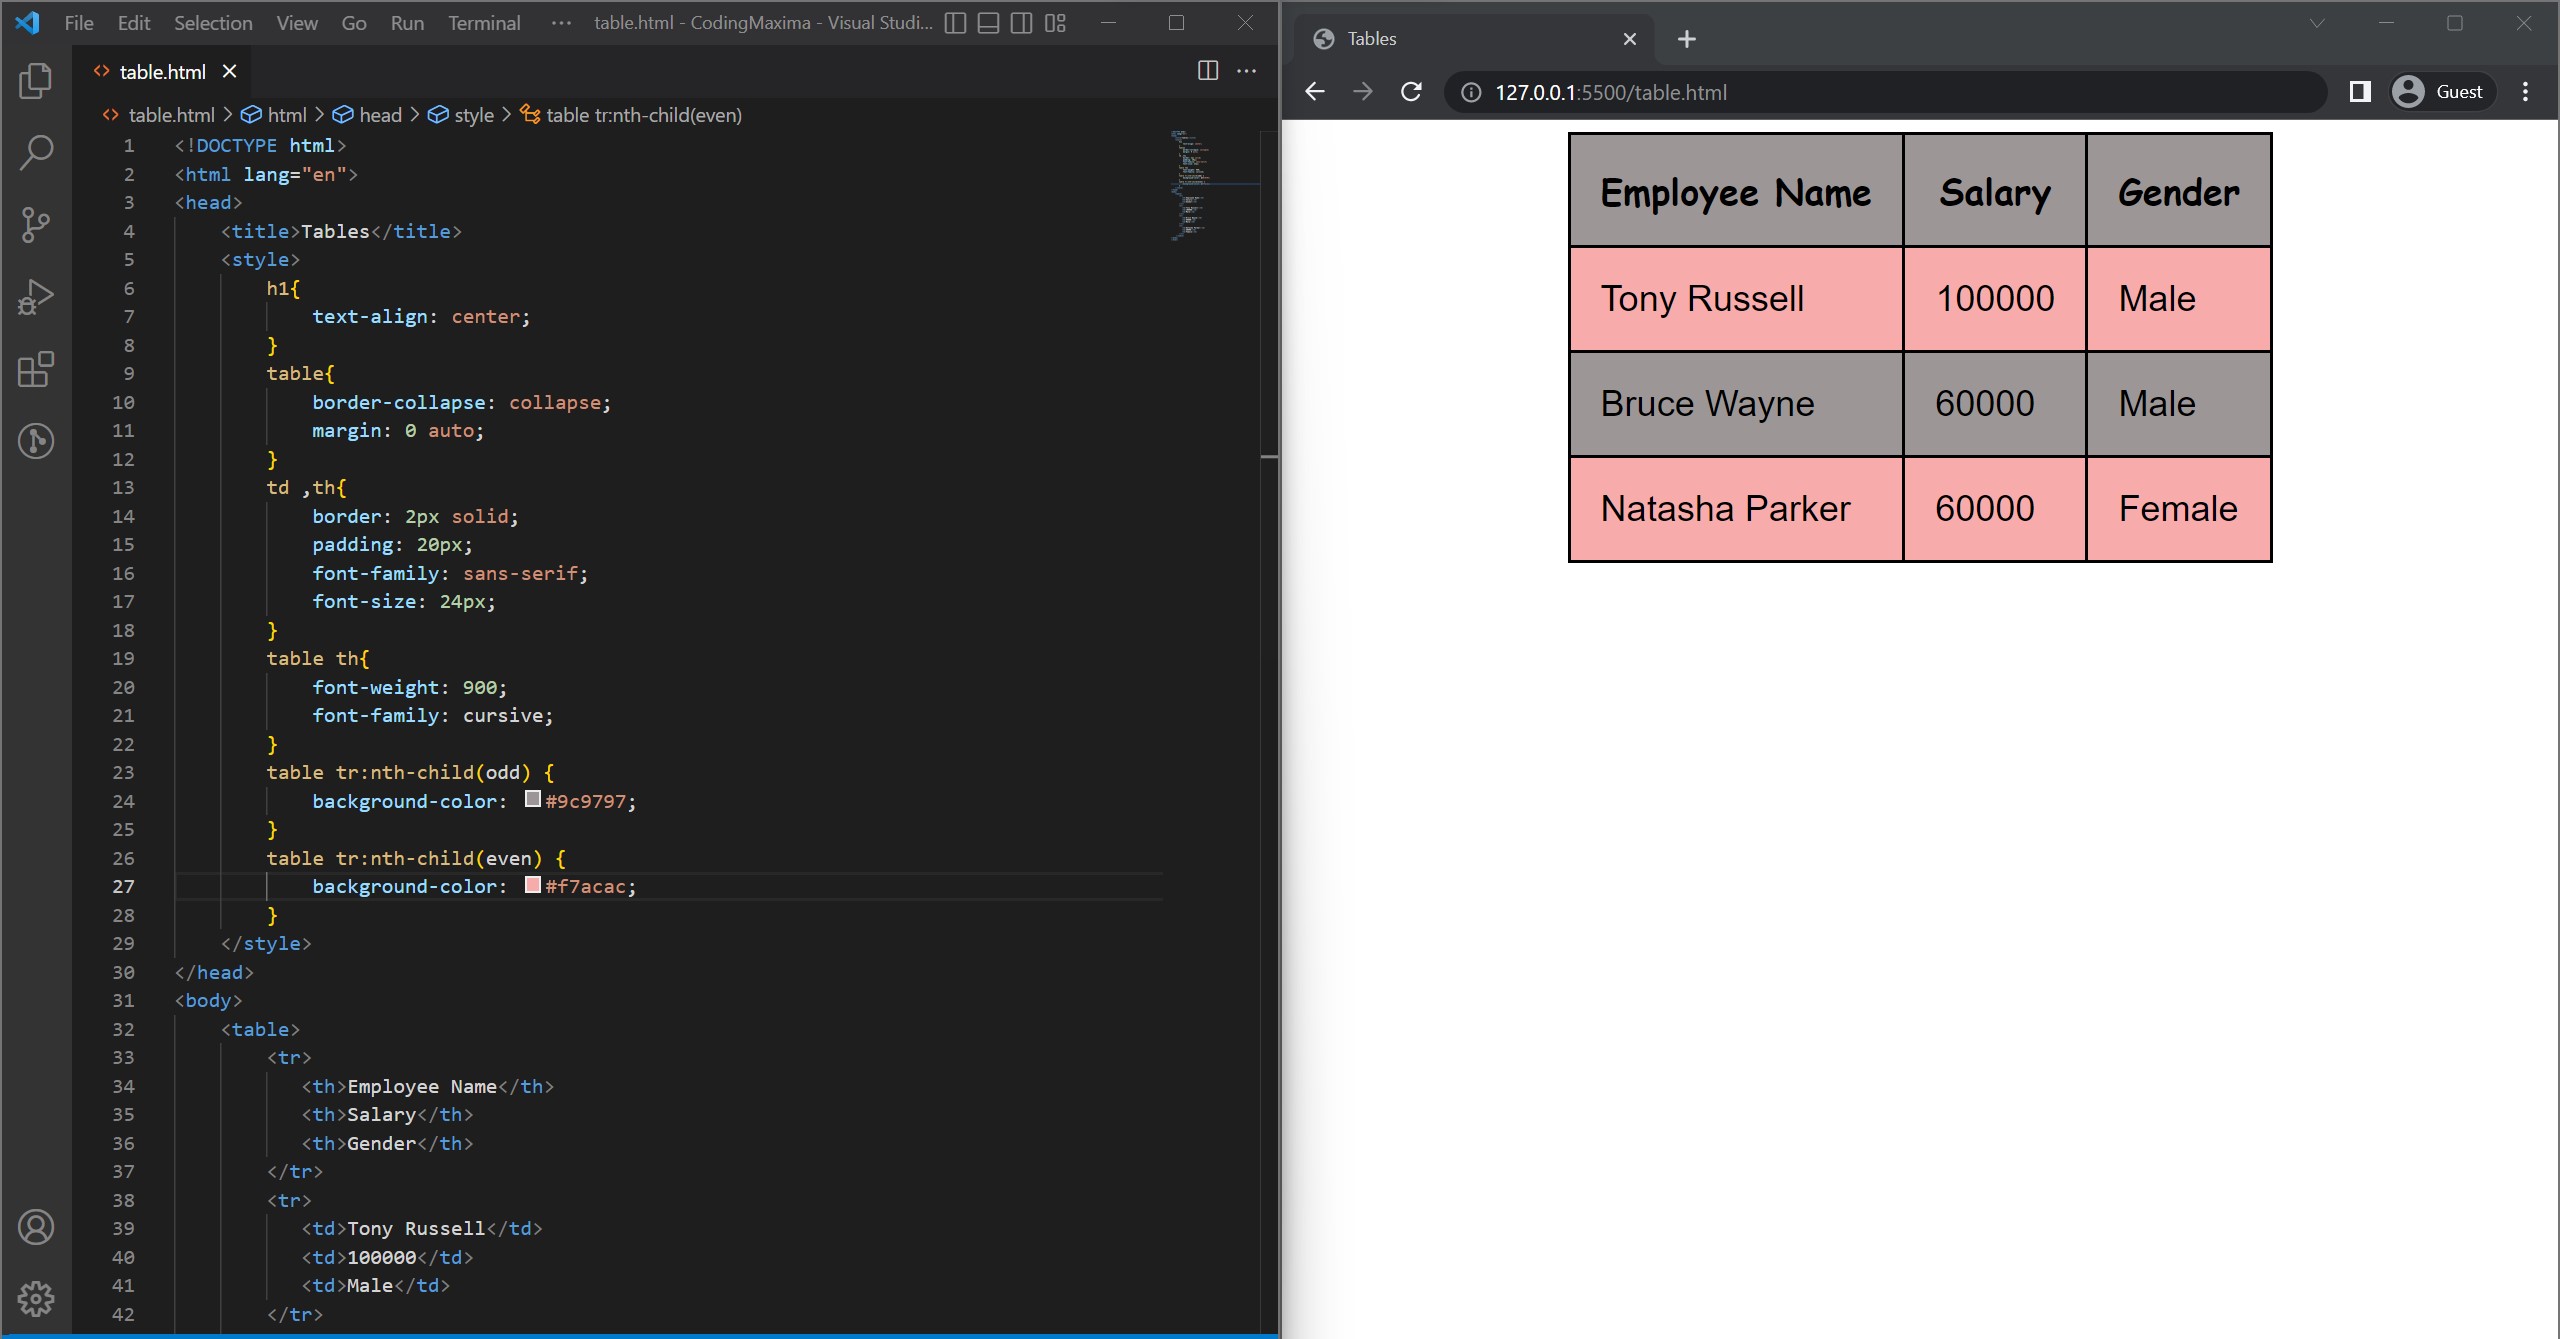 File Edit Selection View Go Run Terminal ··· table.html - CodingMaxima - Visual Studi...
table.html
table.html > html > head > style > table tr:nth-child(even)
1 <!DOCTYPE html>
2 <html lang="en">
3 <head>
4 <title>Tables</title>
5 <style>
6 h1{
7 text-align: center;
8 }
9 table{
10 border-collapse: collapse;
11 margin: 0 auto;
12 }
13 td ,th{
14 border: 2px solid;
15 padding: 20px;
16 font-family: sans-serif;
17 font-size: 24px;
18 }
19 table th{
20 font-weight: 900;
21 font-family: cursive;
22 }
23 table tr:nth-child(odd) {
24 background-color: #9c9797;
25 }
26 table tr:nth-child(even) {
27 background-color: #f7acac;
28 }
29 </style>
30 </head>
31 <body>
32 <table>
33 <tr>
34 <th>Employee Name</th>
35 <th>Salary</th>
36 <th>Gender</th>
37 </tr>
38 <tr>
39 <td>Tony Russell</td>
40 <td>100000</td>
41 <td>Male</td>
42 </tr>
Tables
127.0.0.1:5500/table.html Guest
Employee Name Salary Gender
Tony Russell 100000 Male
Bruce Wayne 60000 Male
Natasha Parker 60000 Female